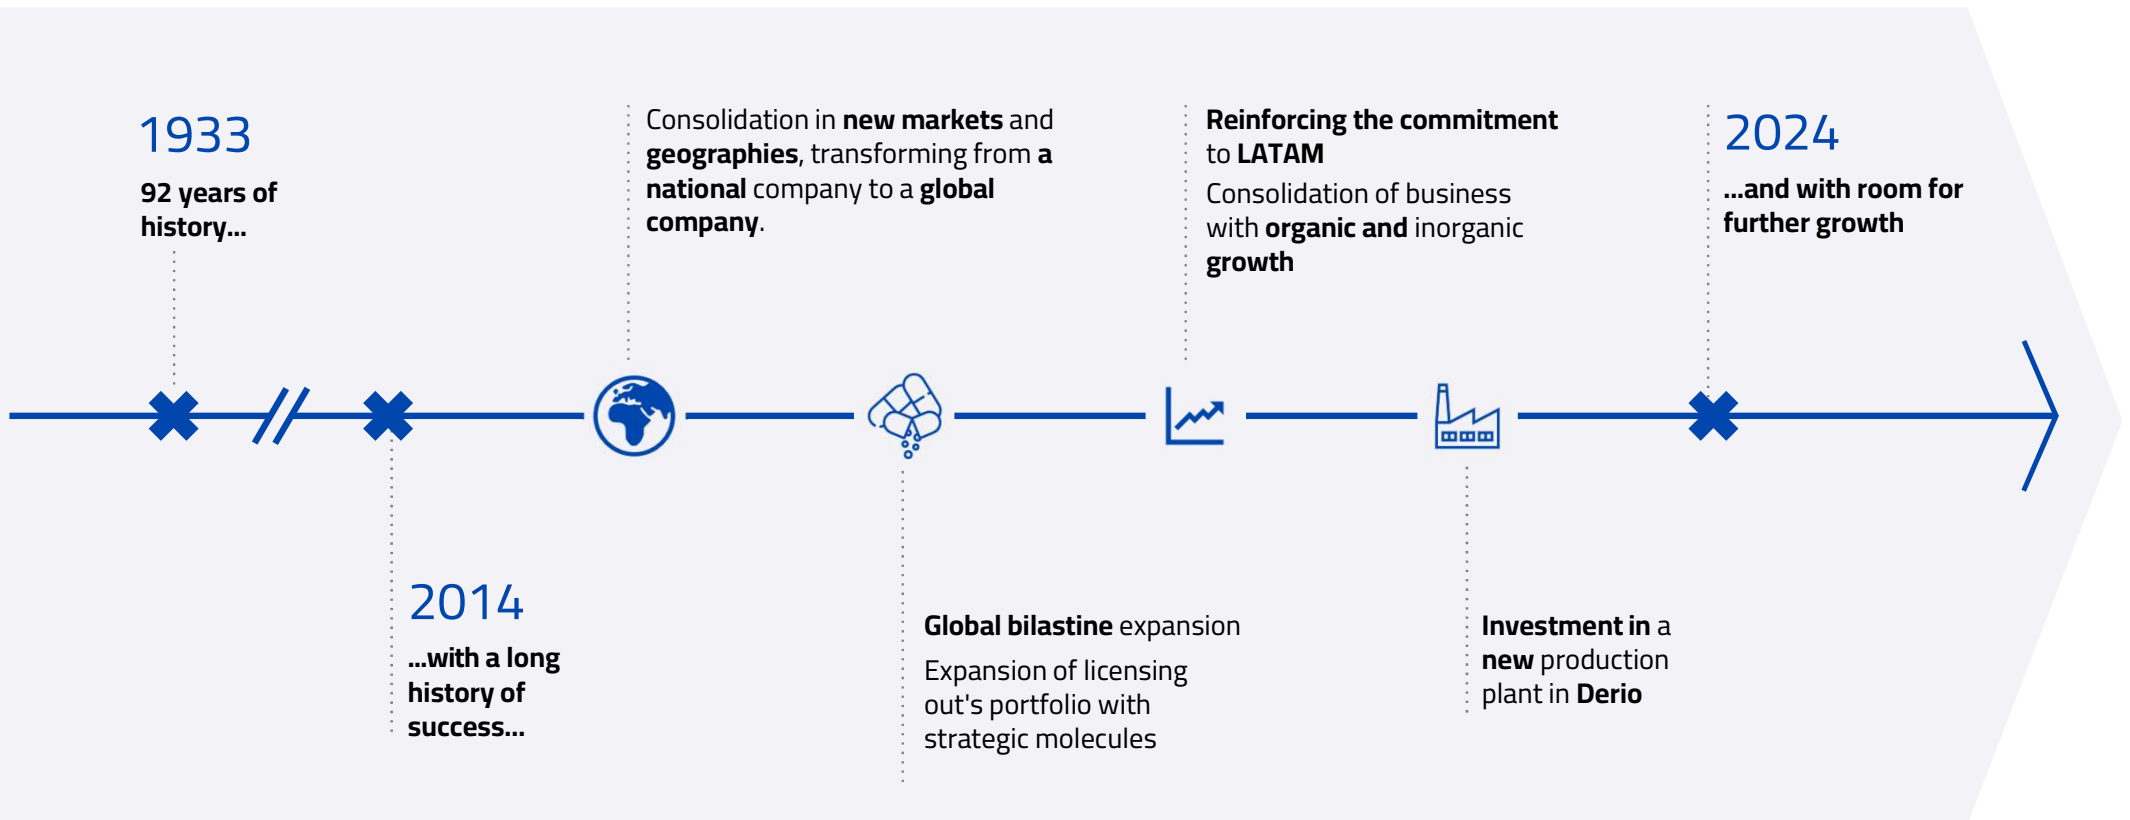 1933
92 years of
history...
2014
...with a long
history of
success...
Consolidation in new markets and
geographies, transforming from a
national company to a global
company.
Global bilastine expansion
Expansion of licensing
out's portfolio with
strategic molecules
Reinforcing the commitment
to LATAM
Consolidation of business
with organic and inorganic
growth
Investment in a
new production
plant in Derio
2024
...and with room for
further growth